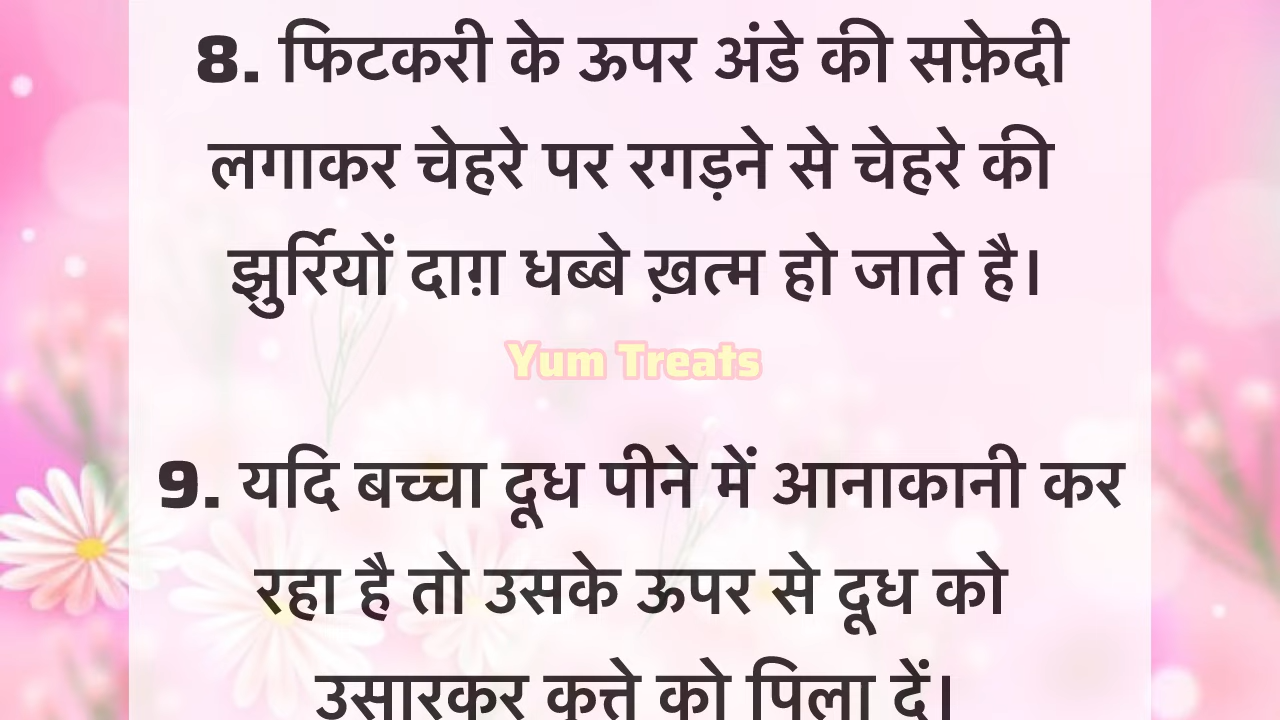 8. फिटकरी के ऊपर अंडे की सफ़ेदी
लगाकर चेहरे पर रगड़ने से चेहरे की
झुर्रियों दाग़ धब्बे ख़त्म हो जाते है।
Yum Treats
9. यदि बच्चा दूध पीने में आनाकानी कर
रहा है तो उसके ऊपर से दूध को
उसारकर कुत्ते को पिला दें।